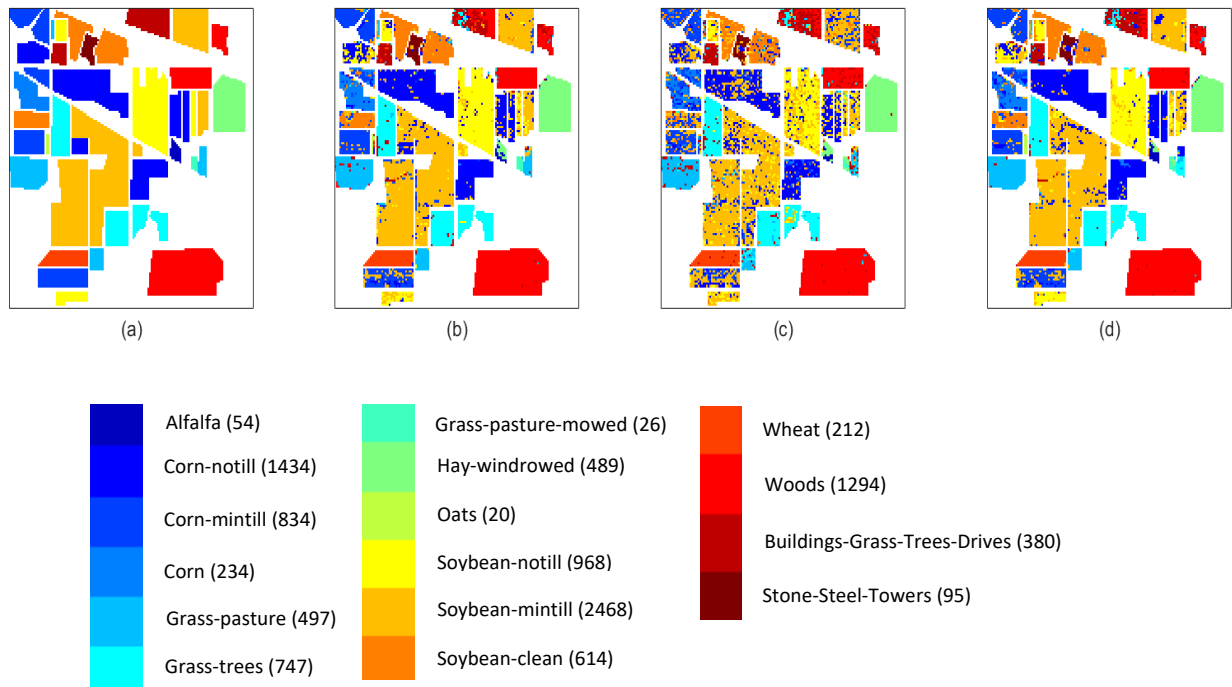 (a)
(b)
(c)
(d)
Alfalfa (54)
Corn-notill (1434)
Corn-mintill (834)
Corn (234)
Grass-pasture (497)
Grass-trees (747)
Grass-pasture-mowed (26)
Hay-windrowed (489)
Oats (20)
Soybean-notill (968)
Soybean-mintill (2468)
Soybean-clean (614)
Wheat (212)
Woods (1294)
Buildings-Grass-Trees-Drives (380)
Stone-Steel-Towers (95)